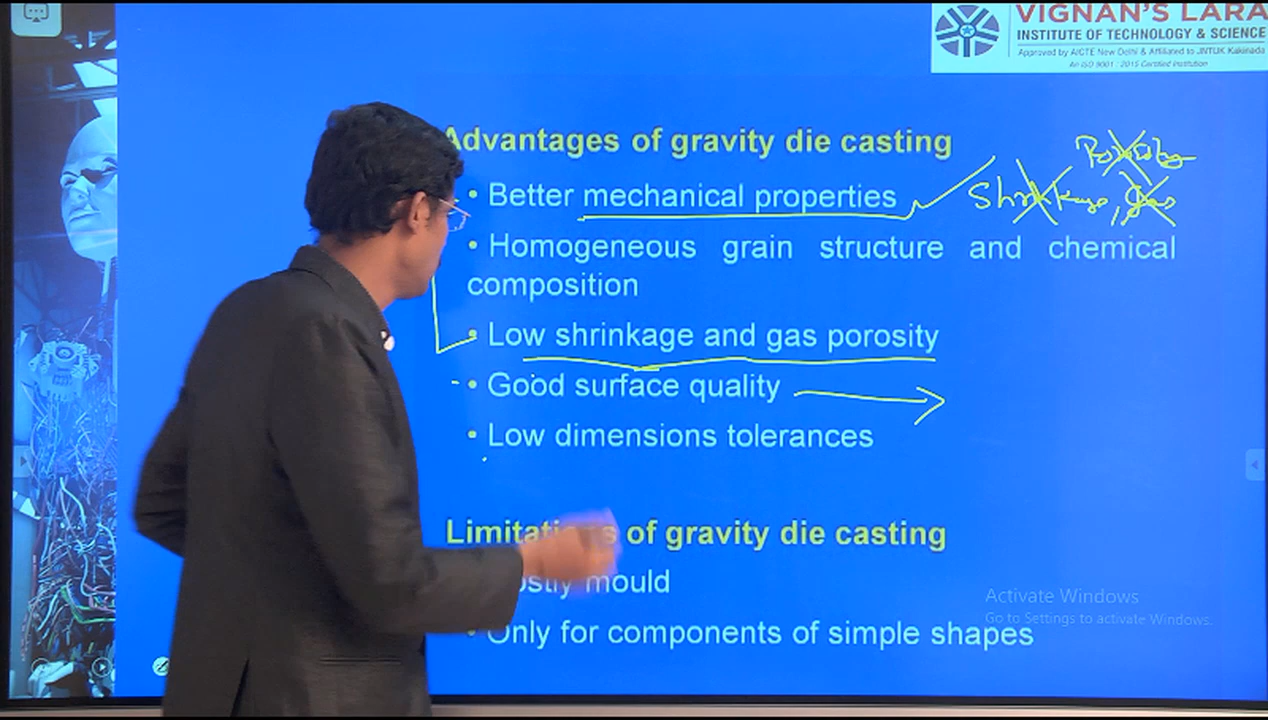 VIGNAN'S LARA
INSTITUTE OF TECHNOLOGY & SCIENCE
Approved by AICTE New Delhi & Affiliated to JNTUK Kakinada
An ISO 9001 : 2015 Certified Institution
Advantages of gravity die casting
• Better mechanical properties
Shrinkage, Gas
• Homogeneous grain structure and chemical
composition
• Low shrinkage and gas porosity
• Good surface quality
• Low dimensions tolerances
of gravity die casting
mould
• Only for components of simple shapes
Activate Windows
Go to Settings to activate Windows.